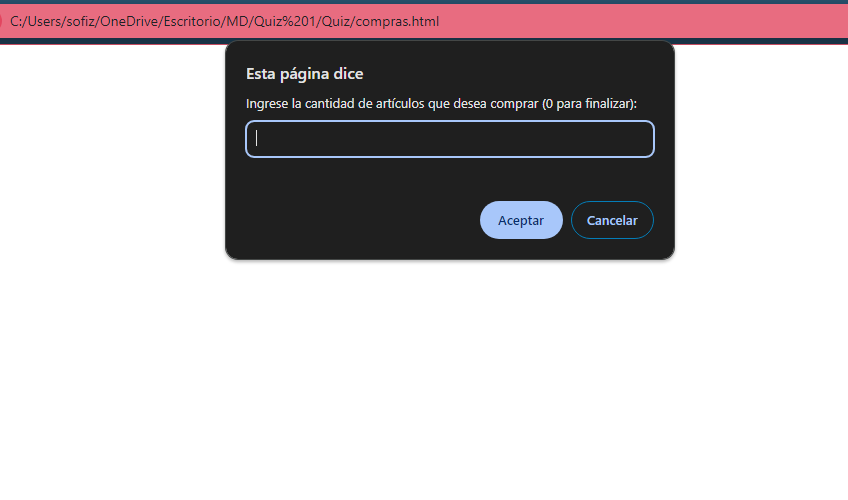 C:/Users/sofiz/OneDrive/Escritorio/MD/Quiz%201/Quiz/compras.html
Esta página dice
Ingrese la cantidad de artículos que desea comprar (0 para finalizar):
Aceptar
Cancelar